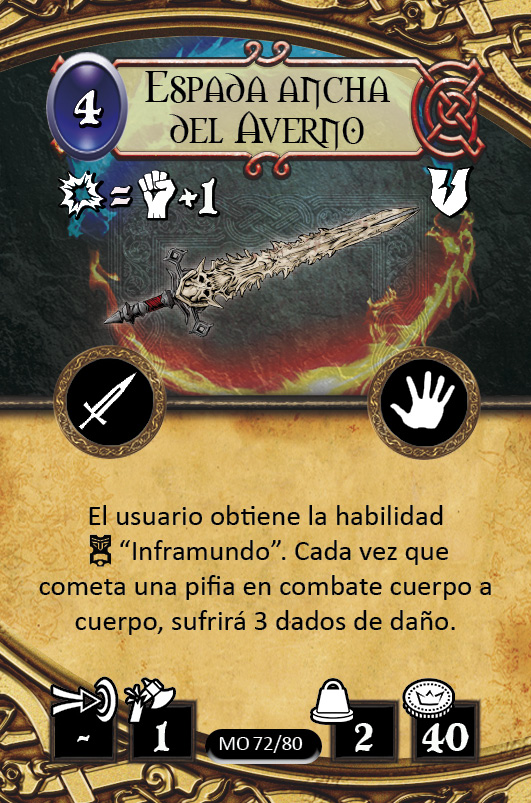 4
Espada ancha
del Averno
= +1
El usuario obtiene la habilidad
“Inframundo”. Cada vez que
cometa una pifia en combate cuerpo a
cuerpo, sufrirá 3 dados de daño.
- 1 MO 72/80 2 40